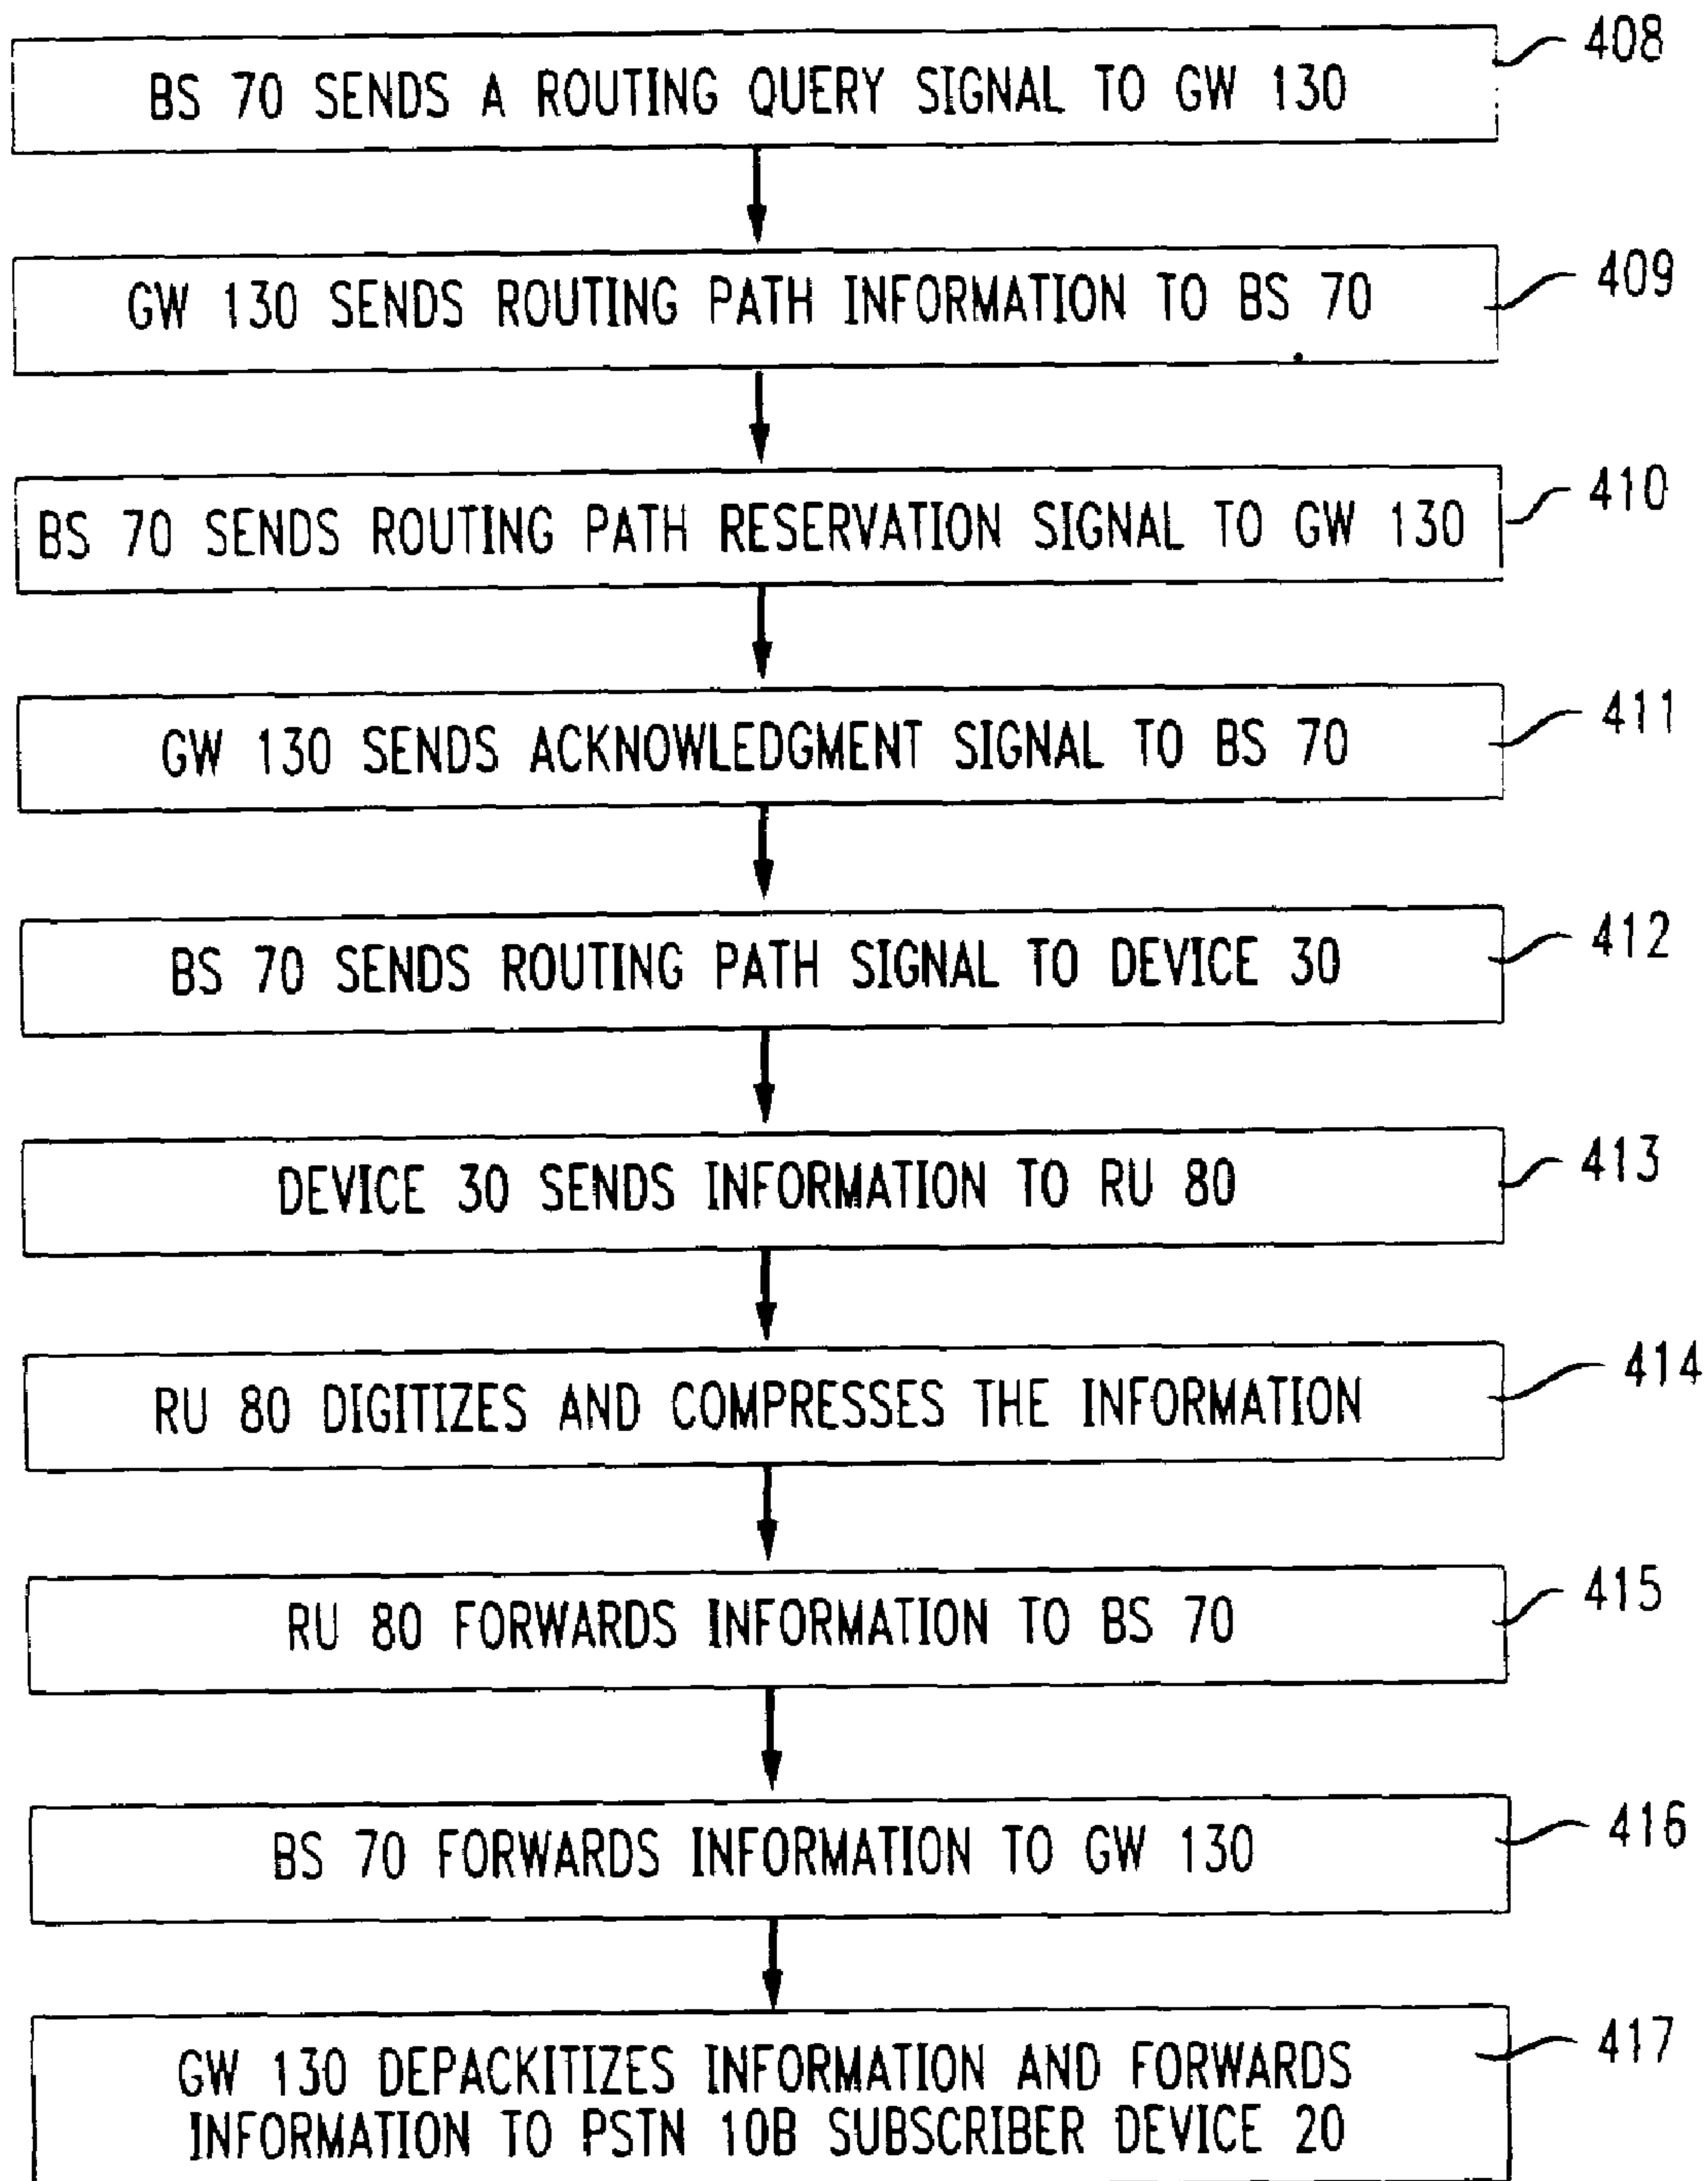 BS 70 SENDS A ROUTING QUERY SIGNAL TO GW 130
408
GW 130 SENDS ROUTING PATH INFORMATION TO BS 70
409
BS 70 SENDS ROUTING PATH RESERVATION SIGNAL TO GW 130
410
GW 130 SENDS ACKNOWLEDGMENT SIGNAL TO BS 70
411
BS 70 SENDS ROUTING PATH SIGNAL TO DEVICE 30
412
DEVICE 30 SENDS INFORMATION TO RU 80
413
RU 80 DIGITIZES AND COMPRESSES THE INFORMATION
414
RU 80 FORWARDS INFORMATION TO BS 70
415
BS 70 FORWARDS INFORMATION TO GW 130
416
GW 130 DEPACKITIZES INFORMATION AND FORWARDS
INFORMATION TO PSTN 10B SUBSCRIBER DEVICE 20
417